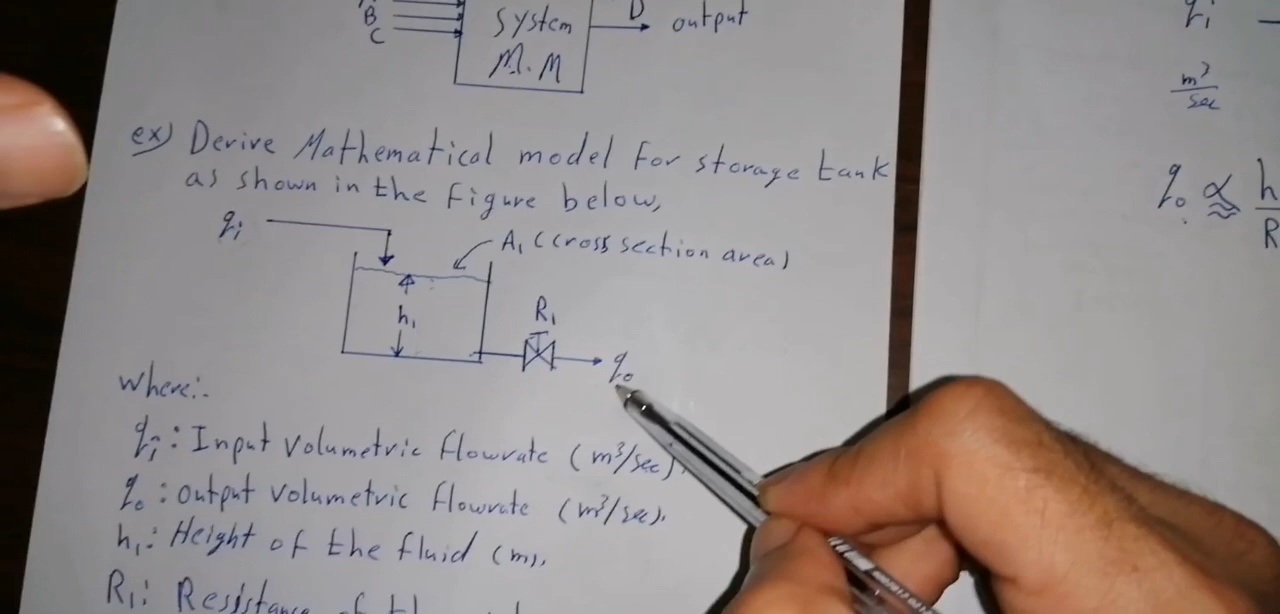 B
C
System
M.M
D
output
ex) Derive Mathematical model for storage tank
as shown in the figure below,
qi
A1 (cross section area)
h1
R1
qo
where:-
qi : Input volumetric flowrate (m³/sec).
qo : output volumetric flowrate (m³/sec).
h1 : Height of the fluid (m).
R1 : Resistance of
qi
m³/sec
qo ∝ h/R